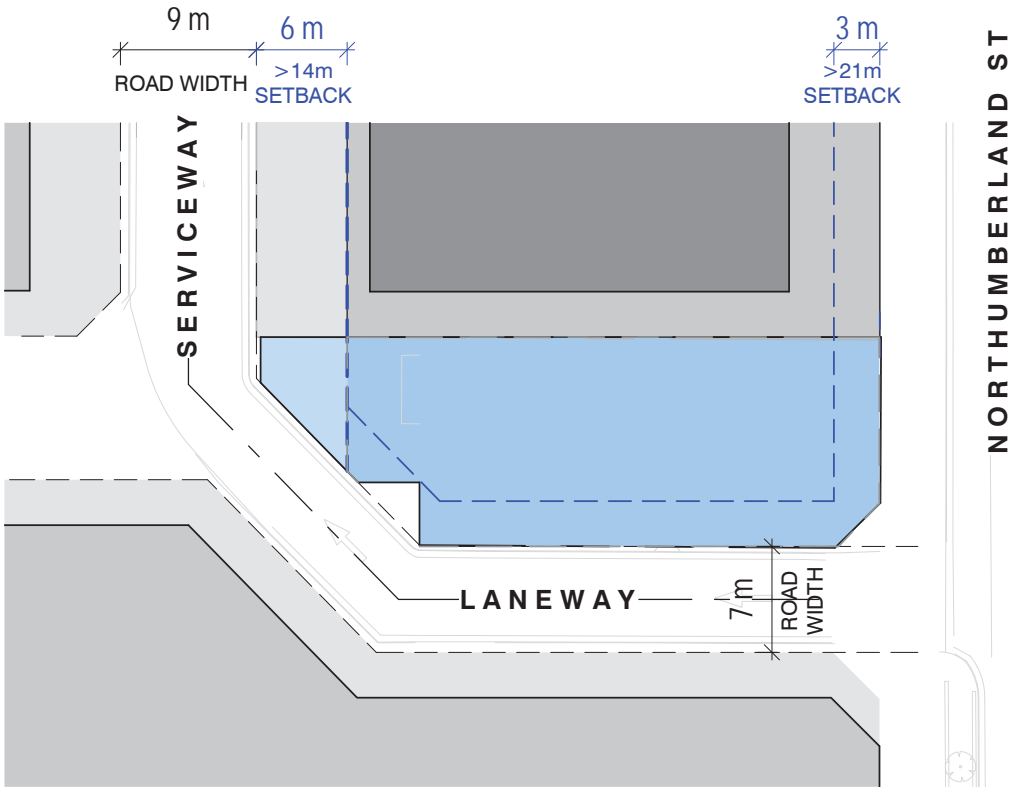 9 m
6 m
3 m
ROAD WIDTH
>14m
SETBACK
>21m
SETBACK
SERVICEWAY
NORTHUMBERLAND ST
LANEWAY
7 m
ROAD
WIDTH